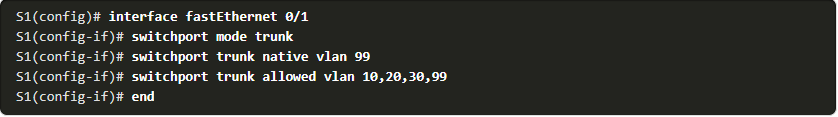 S1(config)# interface fastEthernet 0/1
S1(config-if)# switchport mode trunk
S1(config-if)# switchport trunk native vlan 99
S1(config-if)# switchport trunk allowed vlan 10,20,30,99
S1(config-if)# end